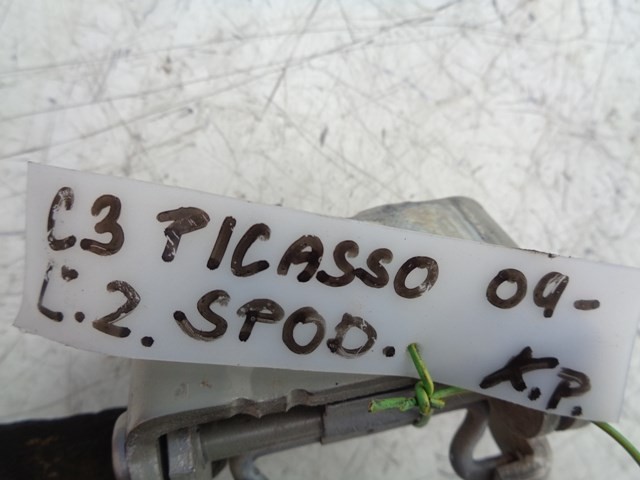 C3 PICASSO 09-
Č.2. SPOD. X.P.